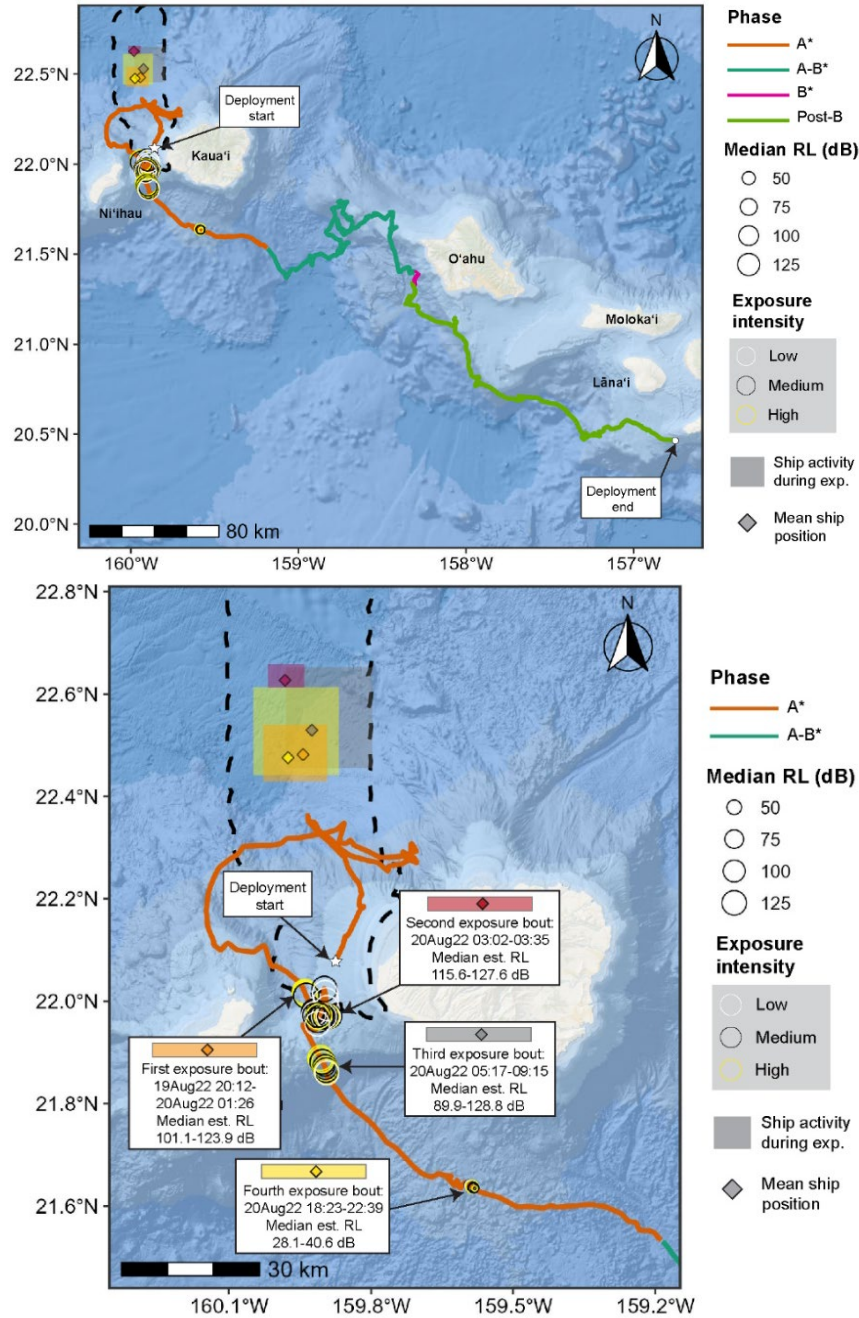 22.5°N
22.0°N
21.5°N
21.0°N
20.5°N
20.0°N
160°W
159°W
158°W
157°W
N
Deployment
start
Kauaʻi
Niʻihau
Oʻahu
Molokaʻi
Lānaʻi
Deployment
end
80 km
Phase
A*
A-B*
B*
Post-B
Median RL (dB)
50
75
100
125
Exposure
intensity
Low
Medium
High
Ship activity
during exp.
Mean ship
position
22.8°N
22.6°N
22.4°N
22.2°N
22.0°N
21.8°N
21.6°N
160.1°W
159.8°W
159.5°W
159.2°W
N
Deployment
start
Second exposure bout:
20Aug22 03:02-03:35
Median est. RL
115.6-127.6 dB
First exposure bout:
19Aug22 20:12-
20Aug22 01:26
Median est. RL
101.1-123.9 dB
Third exposure bout:
20Aug22 05:17-09:15
Median est. RL
89.9-128.8 dB
Fourth exposure bout:
20Aug22 18:23-22:39
Median est. RL
28.1-40.6 dB
30 km
Phase
A*
A-B*
Median RL (dB)
50
75
100
125
Exposure
intensity
Low
Medium
High
Ship activity
during exp.
Mean ship
position